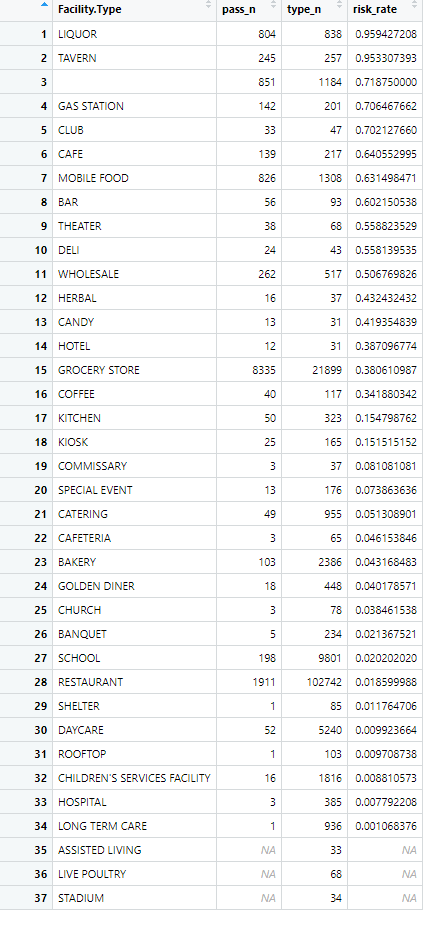 Facility.Type pass_n type_n risk_rate
1 LIQUOR 804 838 0.959427208
2 TAVERN 245 257 0.953307393
3 851 1184 0.718750000
4 GAS STATION 142 201 0.706467662
5 CLUB 33 47 0.702127660
6 CAFE 139 217 0.640552995
7 MOBILE FOOD 826 1308 0.631498471
8 BAR 56 93 0.602150538
9 THEATER 38 68 0.558823529
10 DELI 24 43 0.558139535
11 WHOLESALE 262 517 0.506769826
12 HERBAL 16 37 0.432432432
13 CANDY 13 31 0.419354839
14 HOTEL 12 31 0.387096774
15 GROCERY STORE 8335 21899 0.380610987
16 COFFEE 40 117 0.341880342
17 KITCHEN 50 323 0.154798762
18 KIOSK 25 165 0.151515152
19 COMMISSARY 3 37 0.081081081
20 SPECIAL EVENT 13 176 0.073863636
21 CATERING 49 955 0.051308901
22 CAFETERIA 3 65 0.046153846
23 BAKERY 103 2386 0.043168483
24 GOLDEN DINER 18 448 0.040178571
25 CHURCH 3 78 0.038461538
26 BANQUET 5 234 0.021367521
27 SCHOOL 198 9801 0.020202020
28 RESTAURANT 1911 102742 0.018599988
29 SHELTER 1 85 0.011764706
30 DAYCARE 52 5240 0.009923664
31 ROOFTOP 1 103 0.009708738
32 CHILDREN'S SERVICES FACILITY 16 1816 0.008810573
33 HOSPITAL 3 385 0.007792208
34 LONG TERM CARE 1 936 0.001068376
35 ASSISTED LIVING NA 33 NA
36 LIVE POULTRY NA 68 NA
37 STADIUM NA 34 NA